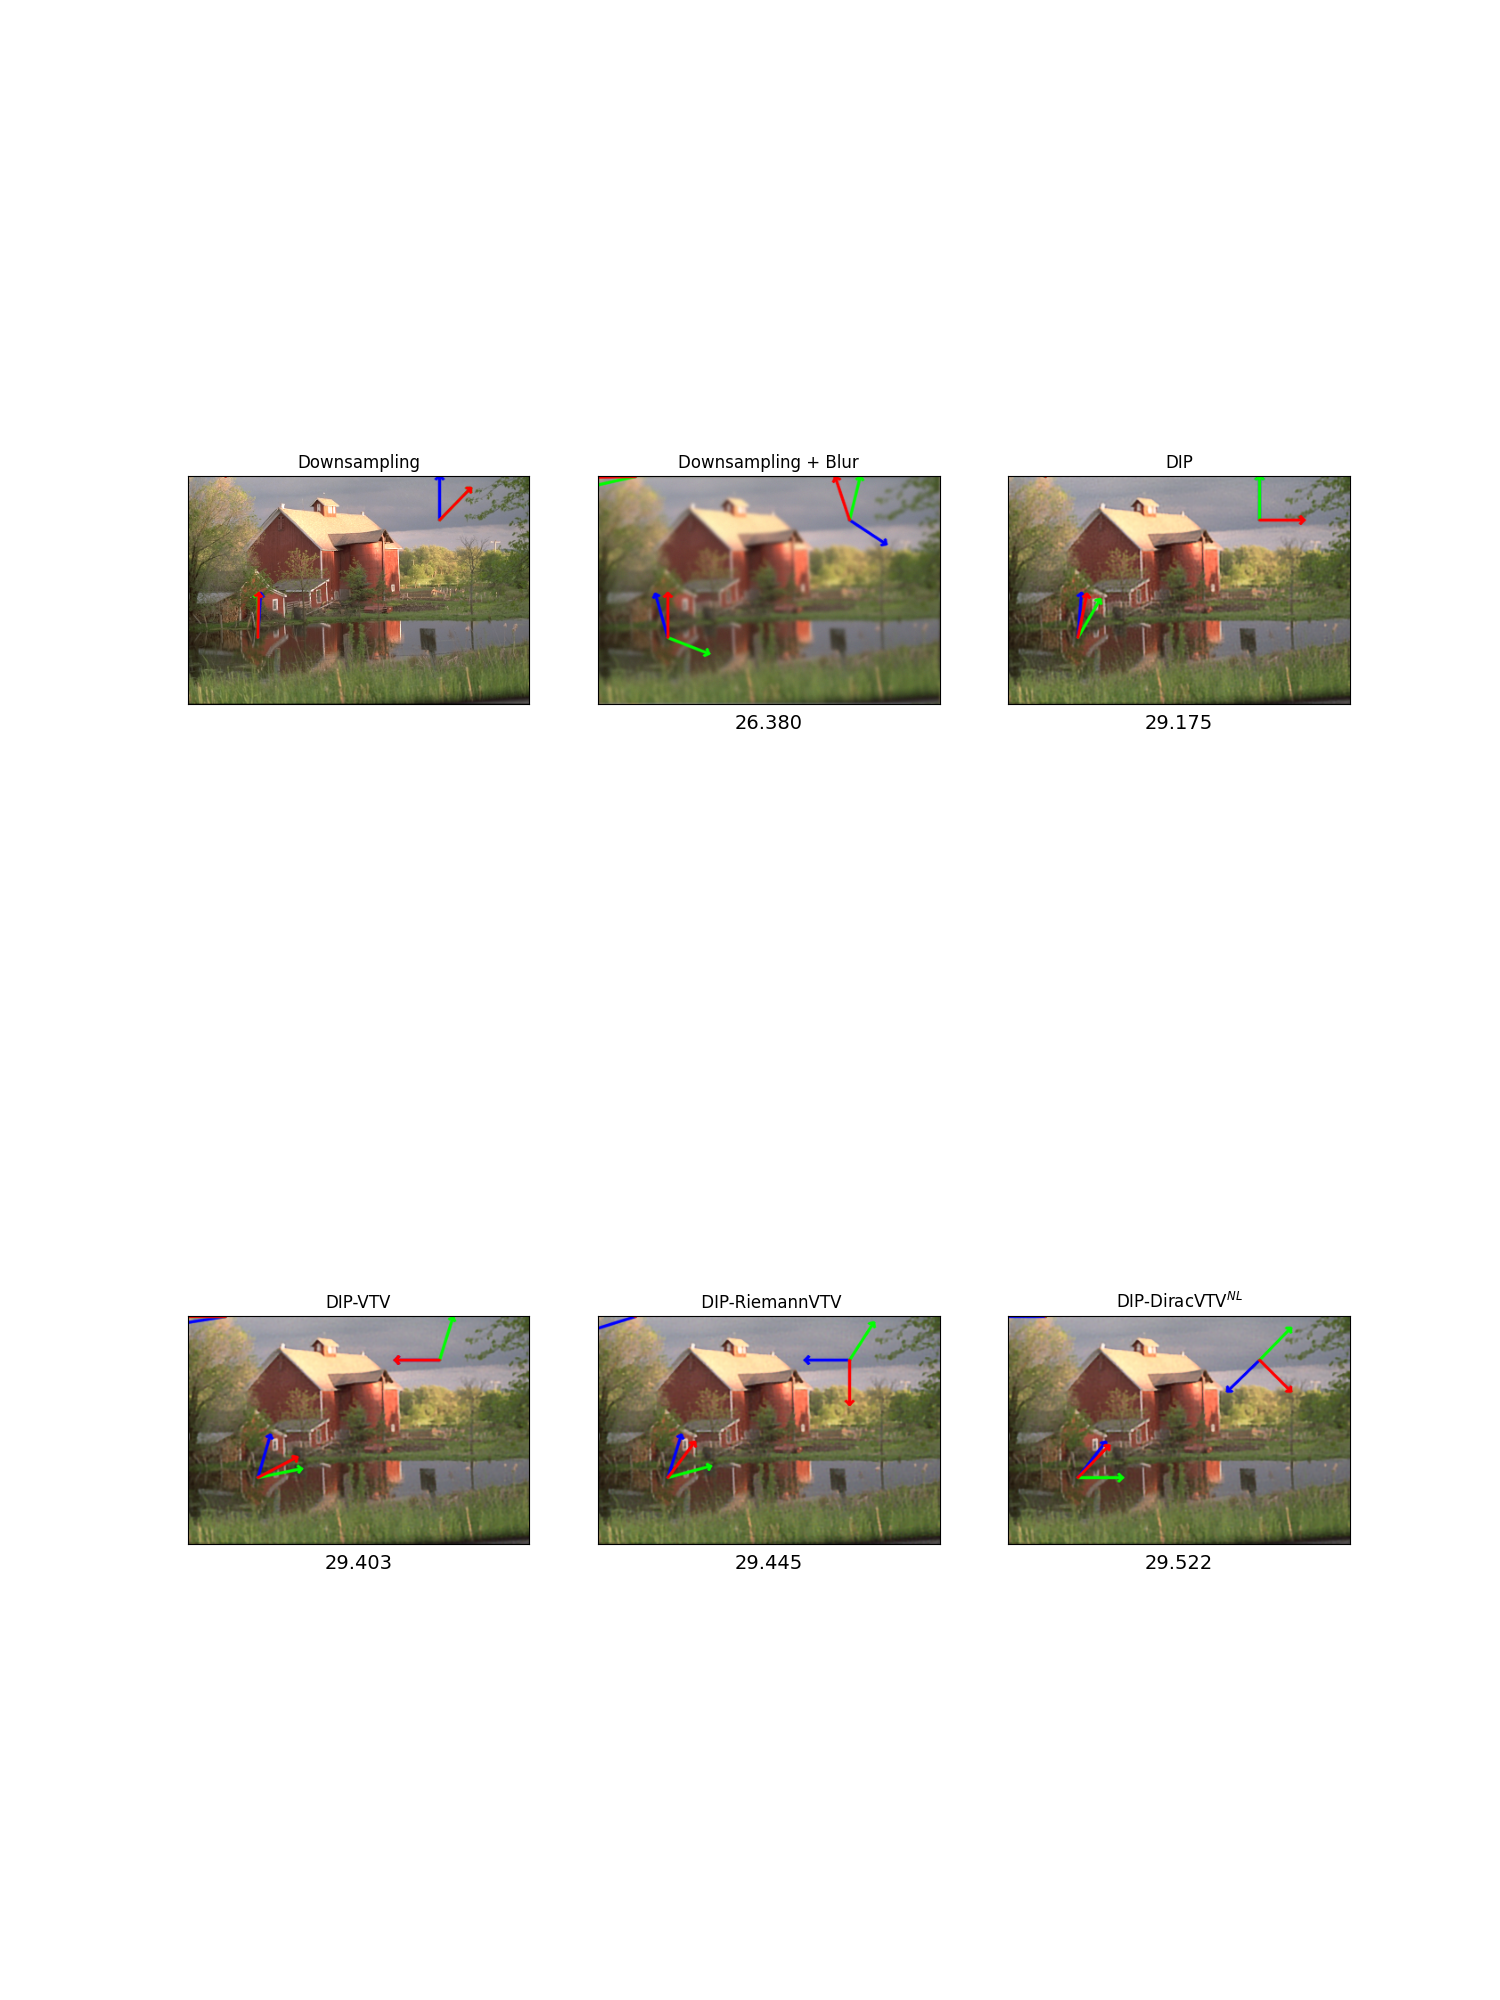 Downsampling
Downsampling + Blur
DIP
26.380
29.175
DIP-VTV
DIP-RiemannVTV
DIP-DiracVTV^{NL}
29.403
29.445
29.522